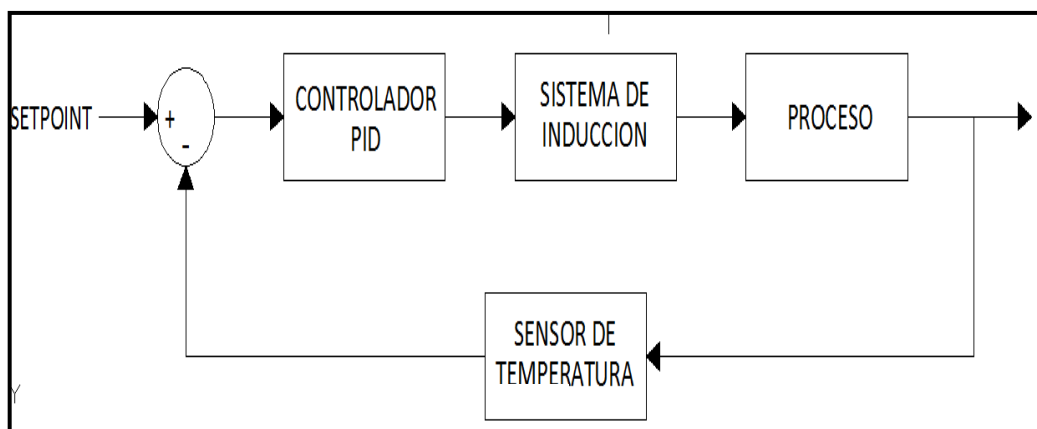 SETPOINT
+
-
CONTROLADOR
PID
SISTEMA DE
INDUCCION
PROCESO
SENSOR DE
TEMPERATURA
Y